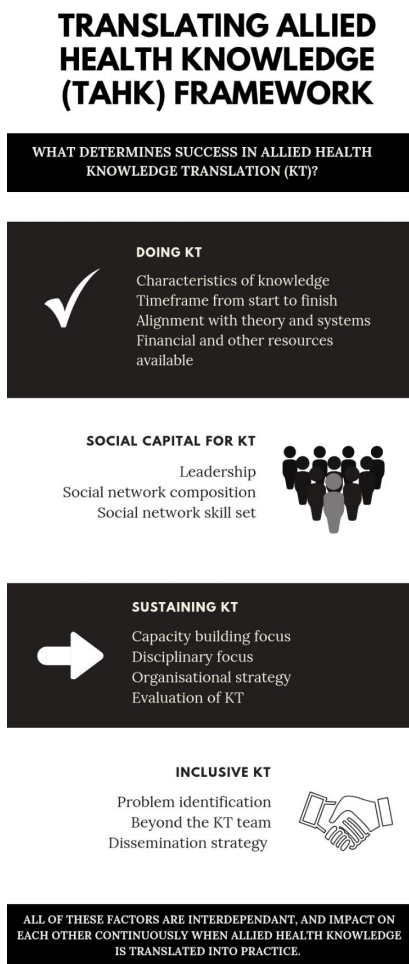 TRANSLATING ALLIED
HEALTH KNOWLEDGE
(TAHK) FRAMEWORK
WHAT DETERMINES SUCCESS IN ALLIED HEALTH
KNOWLEDGE TRANSLATION (KT)?
DOING KT
Characteristics of knowledge
Timeframe from start to finish
Alignment with theory and systems
Financial and other resources
available
SOCIAL CAPITAL FOR KT
Leadership
Social network composition
Social network skill set
SUSTAINING KT
Capacity building focus
Disciplinary focus
Organisational strategy
Evaluation of KT
INCLUSIVE KT
Problem identification
Beyond the KT team
Dissemination strategy
ALL OF THESE FACTORS ARE INTERDEPENDANT, AND IMPACT ON
EACH OTHER CONTINUOUSLY WHEN ALLIED HEALTH KNOWLEDGE
IS TRANSLATED INTO PRACTICE.